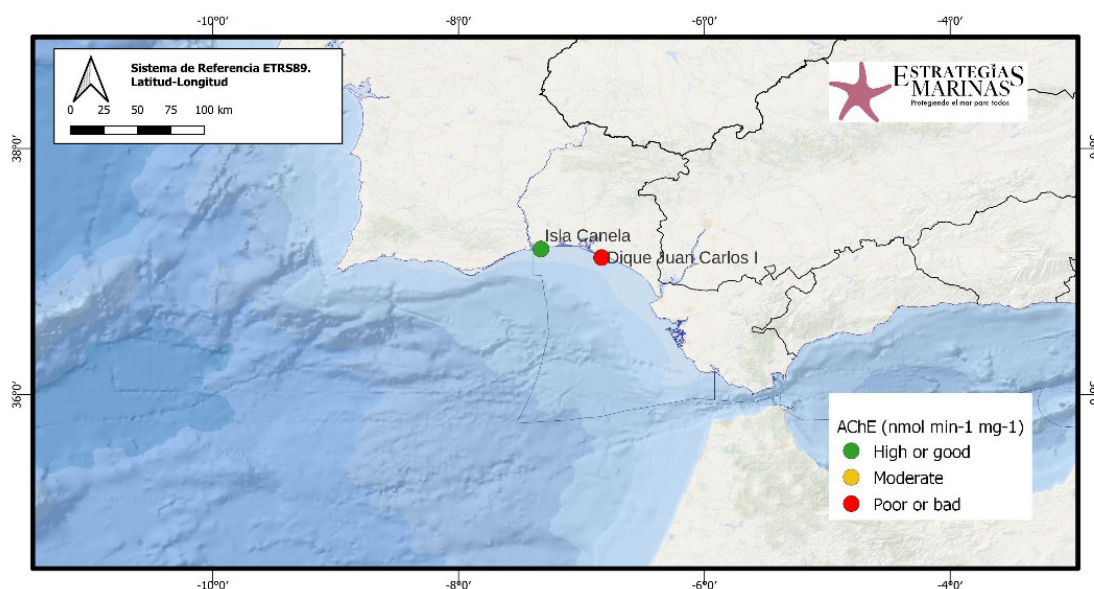 -10°0'
-8°0'
-6°0'
-4°0'
Sistema de Referencia ETRS89.
Latitud-Longitud
0 25 50 75 100 km
ESTRATEGIAS
MARINAS
Protegiendo el mar para todos
38°0'
Isla Canela
Dique Juan Carlos I
36°0'
AChE (nmol min-1 mg-1)
High or good
Moderate
Poor or bad
-10°0'
-8°0'
-6°0'
-4°0'